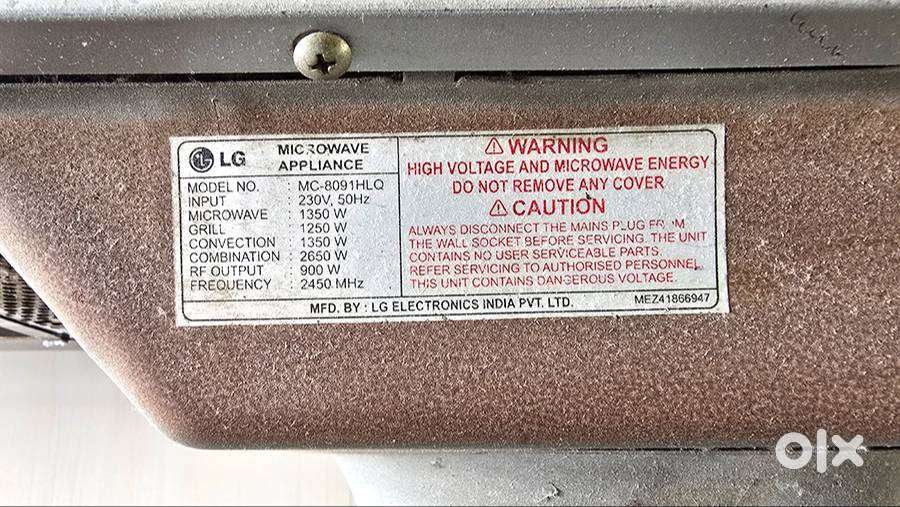 LG
MICROWAVE
APPLIANCE
MODEL NO. : MC-8091HLQ
INPUT : 230V, 50Hz
MICROWAVE : 1350 W
GRILL : 1250 W
CONVECTION : 1350 W
COMBINATION : 2650 W
RF OUTPUT : 900 W
FREQUENCY : 2450 MHz
⚠ WARNING
HIGH VOLTAGE AND MICROWAVE ENERGY
DO NOT REMOVE ANY COVER
⚠ CAUTION
ALWAYS DISCONNECT THE MAINS PLUG FROM
THE WALL SOCKET BEFORE SERVICING. THE UNIT
CONTAINS NO USER SERVICEABLE PARTS.
REFER SERVICING TO AUTHORISED PERSONNEL
THIS UNIT CONTAINS DANGEROUS VOLTAGE.
MFD. BY : LG ELECTRONICS INDIA PVT. LTD.
MEZ41866947
olx